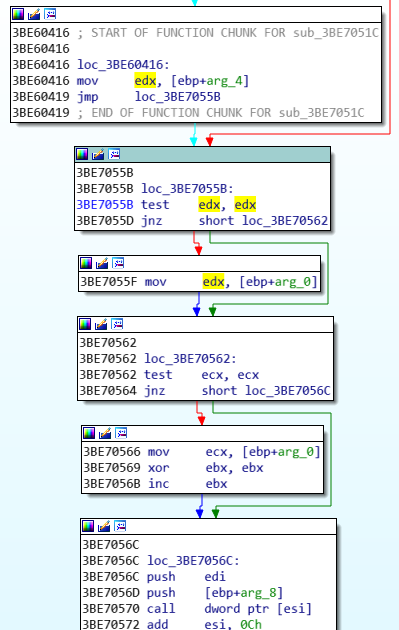 3BE60416 ; START OF FUNCTION CHUNK FOR sub_3BE7051C
3BE60416
3BE60416 loc_3BE60416:
3BE60416 mov edx, [ebp+arg_4]
3BE60419 jmp loc_3BE7055B
3BE60419 ; END OF FUNCTION CHUNK FOR sub_3BE7051C
3BE7055B
3BE7055B loc_3BE7055B:
3BE7055B test edx, edx
3BE7055D jnz short loc_3BE70562
3BE7055F mov edx, [ebp+arg_0]
3BE70562
3BE70562 loc_3BE70562:
3BE70562 test ecx, ecx
3BE70564 jnz short loc_3BE7056C
3BE70566 mov ecx, [ebp+arg_0]
3BE70569 xor ebx, ebx
3BE7056B inc ebx
3BE7056C
3BE7056C loc_3BE7056C:
3BE7056C push edi
3BE7056D push [ebp+arg_8]
3BE70570 call dword ptr [esi]
3BE70572 add esi, 0Ch